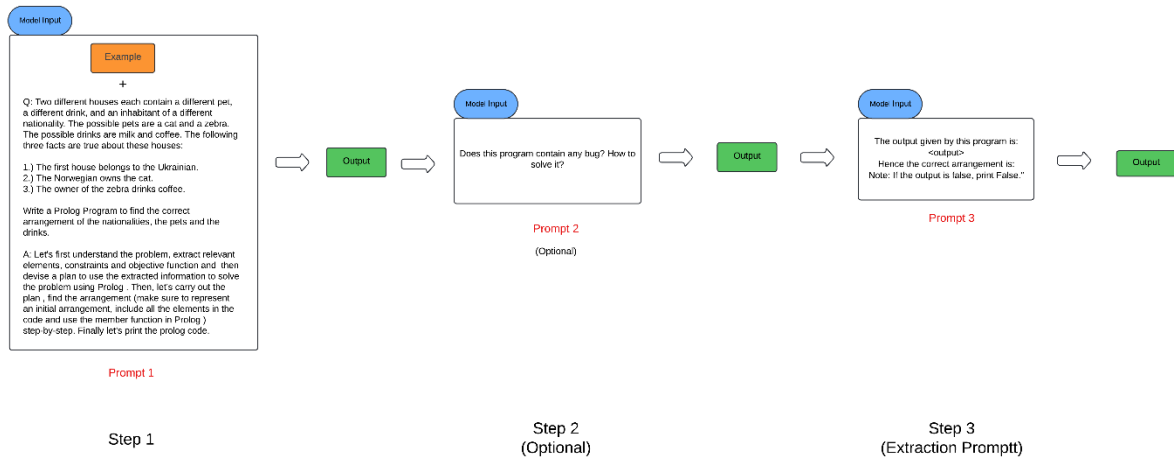 Model Input
Example
+
Q: Two different houses each contain a different pet,
a different drink, and an inhabitant of a different
nationality. The possible pets are a cat and a zebra.
The possible drinks are milk and coffee. The following
three facts are true about these houses:
1.) The first house belongs to the Ukrainian.
2.) The Norwegian owns the cat.
3.) The owner of the zebra drinks coffee.
Write a Prolog Program to find the correct
arrangement of the nationalities, the pets and the
drinks.
A: Let's first understand the problem, extract relevant
elements, constraints and objective function and then
devise a plan to use the extracted information to solve
the problem using Prolog . Then, let's carry out the
plan , find the arrangement (make sure to represent
an initial arrangement, include all the elements in the
code and use the member function in Prolog )
step-by-step. Finally let's print the prolog code.
Prompt 1
Step 1
Output
Model Input
Does this program contain any bug? How to
solve it?
Prompt 2
(Optional)
Step 2
(Optional)
Output
Model Input
The output given by this program is:
<output>
Hence the correct arrangement is:
Note: If the output is false, print False."
Prompt 3
Step 3
(Extraction Promptt)
Output